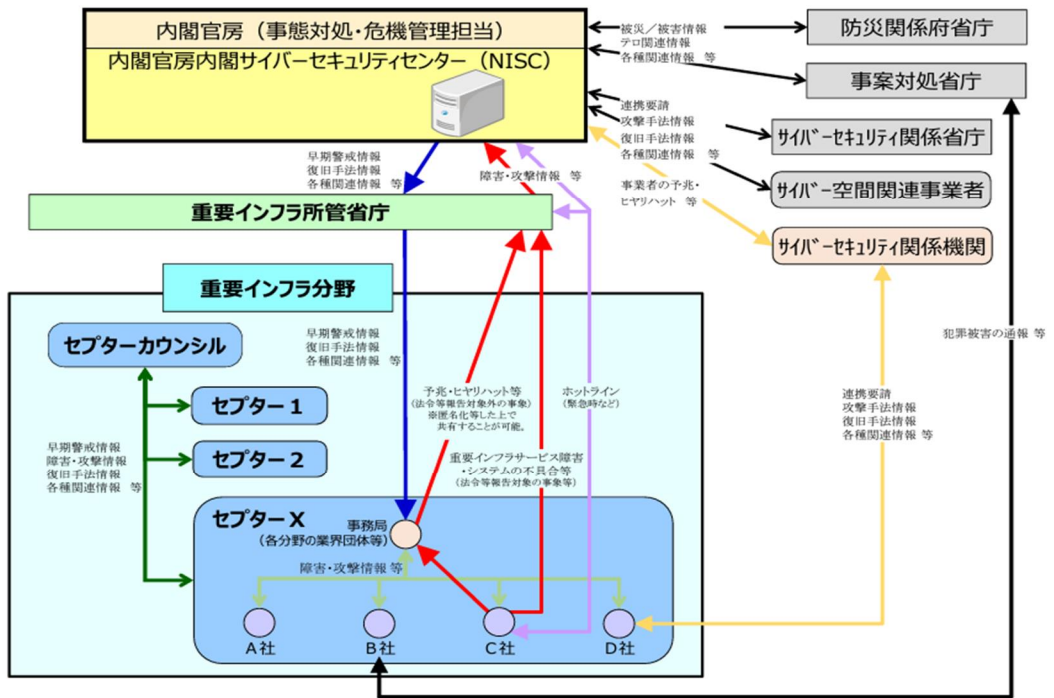 内閣官房（事態対処・危機管理担当）
内閣官房内閣サイバーセキュリティセンター（NISC）
被災／被害情報
テロ関連情報
各種関連情報 等
防災関係府省庁
事案対処省庁
連携要請
攻撃手法情報
復旧手法情報
各種関連情報 等
サイバーセキュリティ関係省庁
サイバー空間関連事業者
事業者の予兆・
ヒヤリハット 等
サイバーセキュリティ関係機関
早期警戒情報
復旧手法情報
各種関連情報 等
障害・攻撃情報 等
重要インフラ所管省庁
重要インフラ分野
セプターカウンシル
早期警戒情報
復旧手法情報
各種関連情報 等
犯罪被害の通報 等
セプター１
セプター２
予兆・ヒヤリハット等
（法令等報告対象外の事象）
※匿名化等した上で
共有することが可能。
ホットライン
（緊急時など）
連携要請
攻撃手法情報
復旧手法情報
各種関連情報 等
早期警戒情報
障害・攻撃情報
復旧手法情報
各種関連情報 等
重要インフラサービス障害
・システムの不具合等
（法令等報告対象の事象等）
セプターX
事務局
（各分野の業界団体等）
障害・攻撃情報 等
A社
B社
C社
D社